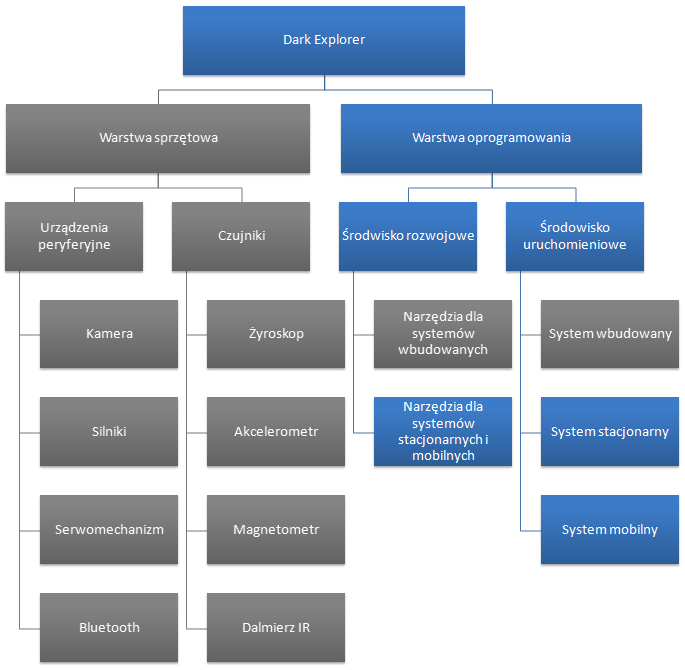 Dark Explorer
Warstwa sprzętowa
Warstwa oprogramowania
Urządzenia
peryferyjne
Czujniki
Środwisko rozwojowe
Środowisko
uruchomieniowe
Kamera
Żyroskop
Narzędzia dla
systemów
wbudowanych
System wbudowany
Silniki
Akcelerometr
Narzędzia dla
systemów
stacjonarnych i
mobilnych
System stacjonarny
Serwomechanizm
Magnetometr
System mobilny
Bluetooth
Dalmierz IR